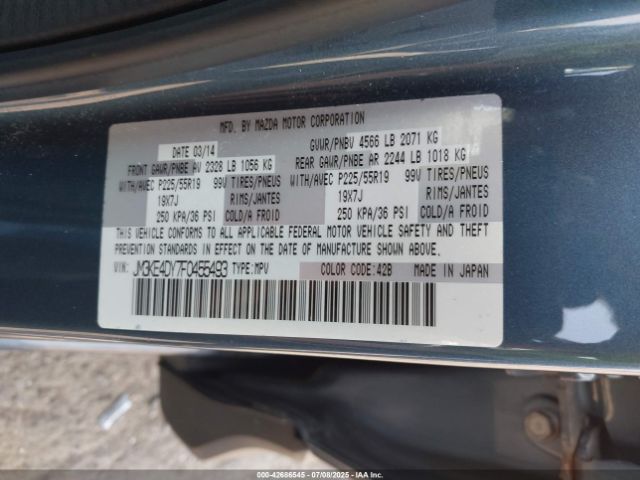 MFD. BY MAZDA MOTOR CORPORATION
DATE 03/14 GVWR/PNBV 4566 LB 2071 KG
FRONT GAWR/PNBE AV 2328 LB 1056 KG REAR GAWR/PNBE AR 2244 LB 1018 KG
WITH/AVEC P225/55R19 99V TIRES/PNEUS WITH/AVEC P225/55R19 99V TIRES/PNEUS
19X7J RIMS/JANTES 19X7J RIMS/JANTES
250 KPA/36 PSI COLD/A FROID 250 KPA/36 PSI COLD/A FROID
THIS VEHICLE CONFORMS TO ALL APPLICABLE FEDERAL MOTOR VEHICLE SAFETY AND THEFT
PREVENTION STANDARDS IN EFFECT ON THE DATE OF MANUFACTURE SHOWN ABOVE.
VIN: JM3KE4DY7F0455493 TYPE: MPV COLOR CODE: 42B MADE IN JAPAN
000-42686545 - 07/08/2025 - IAAI.com